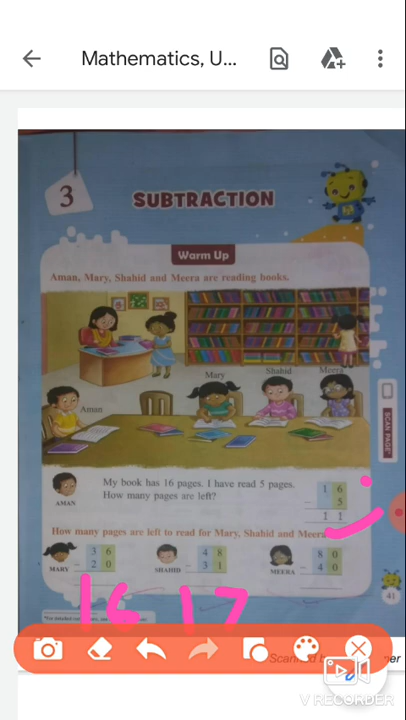 Mathematics, U...
3
SUBTRACTION
Warm Up
Aman, Mary, Shahid and Meera are reading books.
Mary
Shahid
Meera
Aman
SCAN PAGE
My book has 16 pages. I have read 5 pages.
How many pages are left?
AMAN
1 6
- 5
1 1
How many pages are left to read for Mary, Shahid and Meera
MARY
3 6
- 2 0
SHAHID
4 8
- 3 1
MEERA
8 0
- 4 0
41
16
17
Scanned
er
V RECORDER